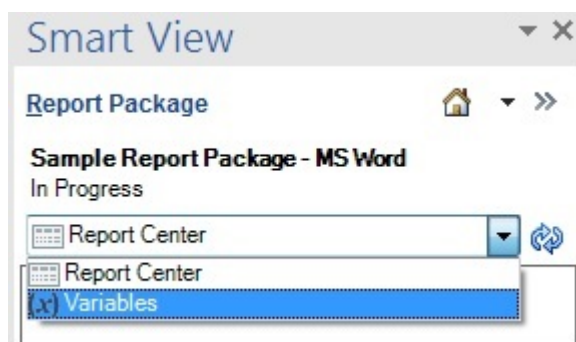 Smart View
Report Package
Sample Report Package - MS Word
In Progress
Report Center
Report Center
(x) Variables